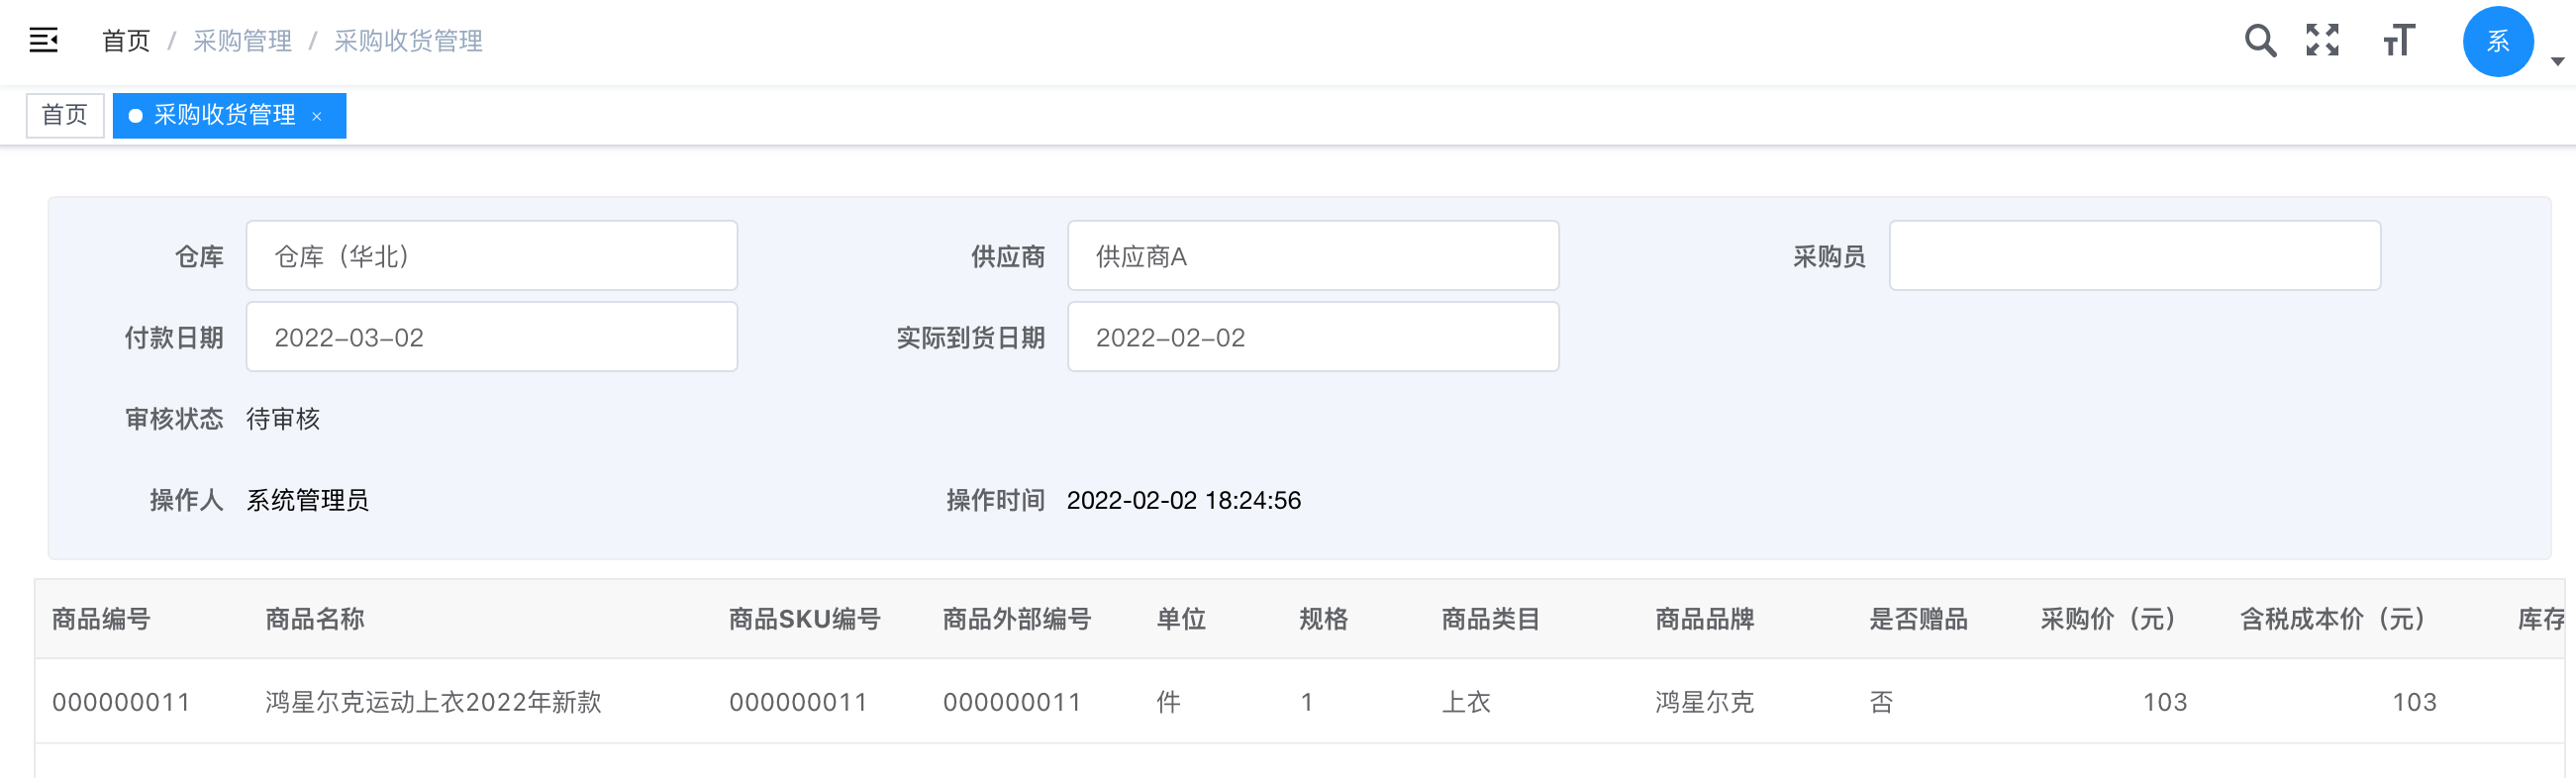 首页 / 采购管理 / 采购收货管理
系
首页
采购收货管理 ×
仓库 仓库（华北） 供应商 供应商A 采购员
付款日期 2022-03-02 实际到货日期 2022-02-02
审核状态 待审核
操作人 系统管理员 操作时间 2022-02-02 18:24:56
商品编号 商品名称 商品SKU编号 商品外部编号 单位 规格 商品类目 商品品牌 是否赠品 采购价（元） 含税成本价（元） 库存
000000011 鸿星尔克运动上衣2022年新款 000000011 000000011 件 1 上衣 鸿星尔克 否 103 103